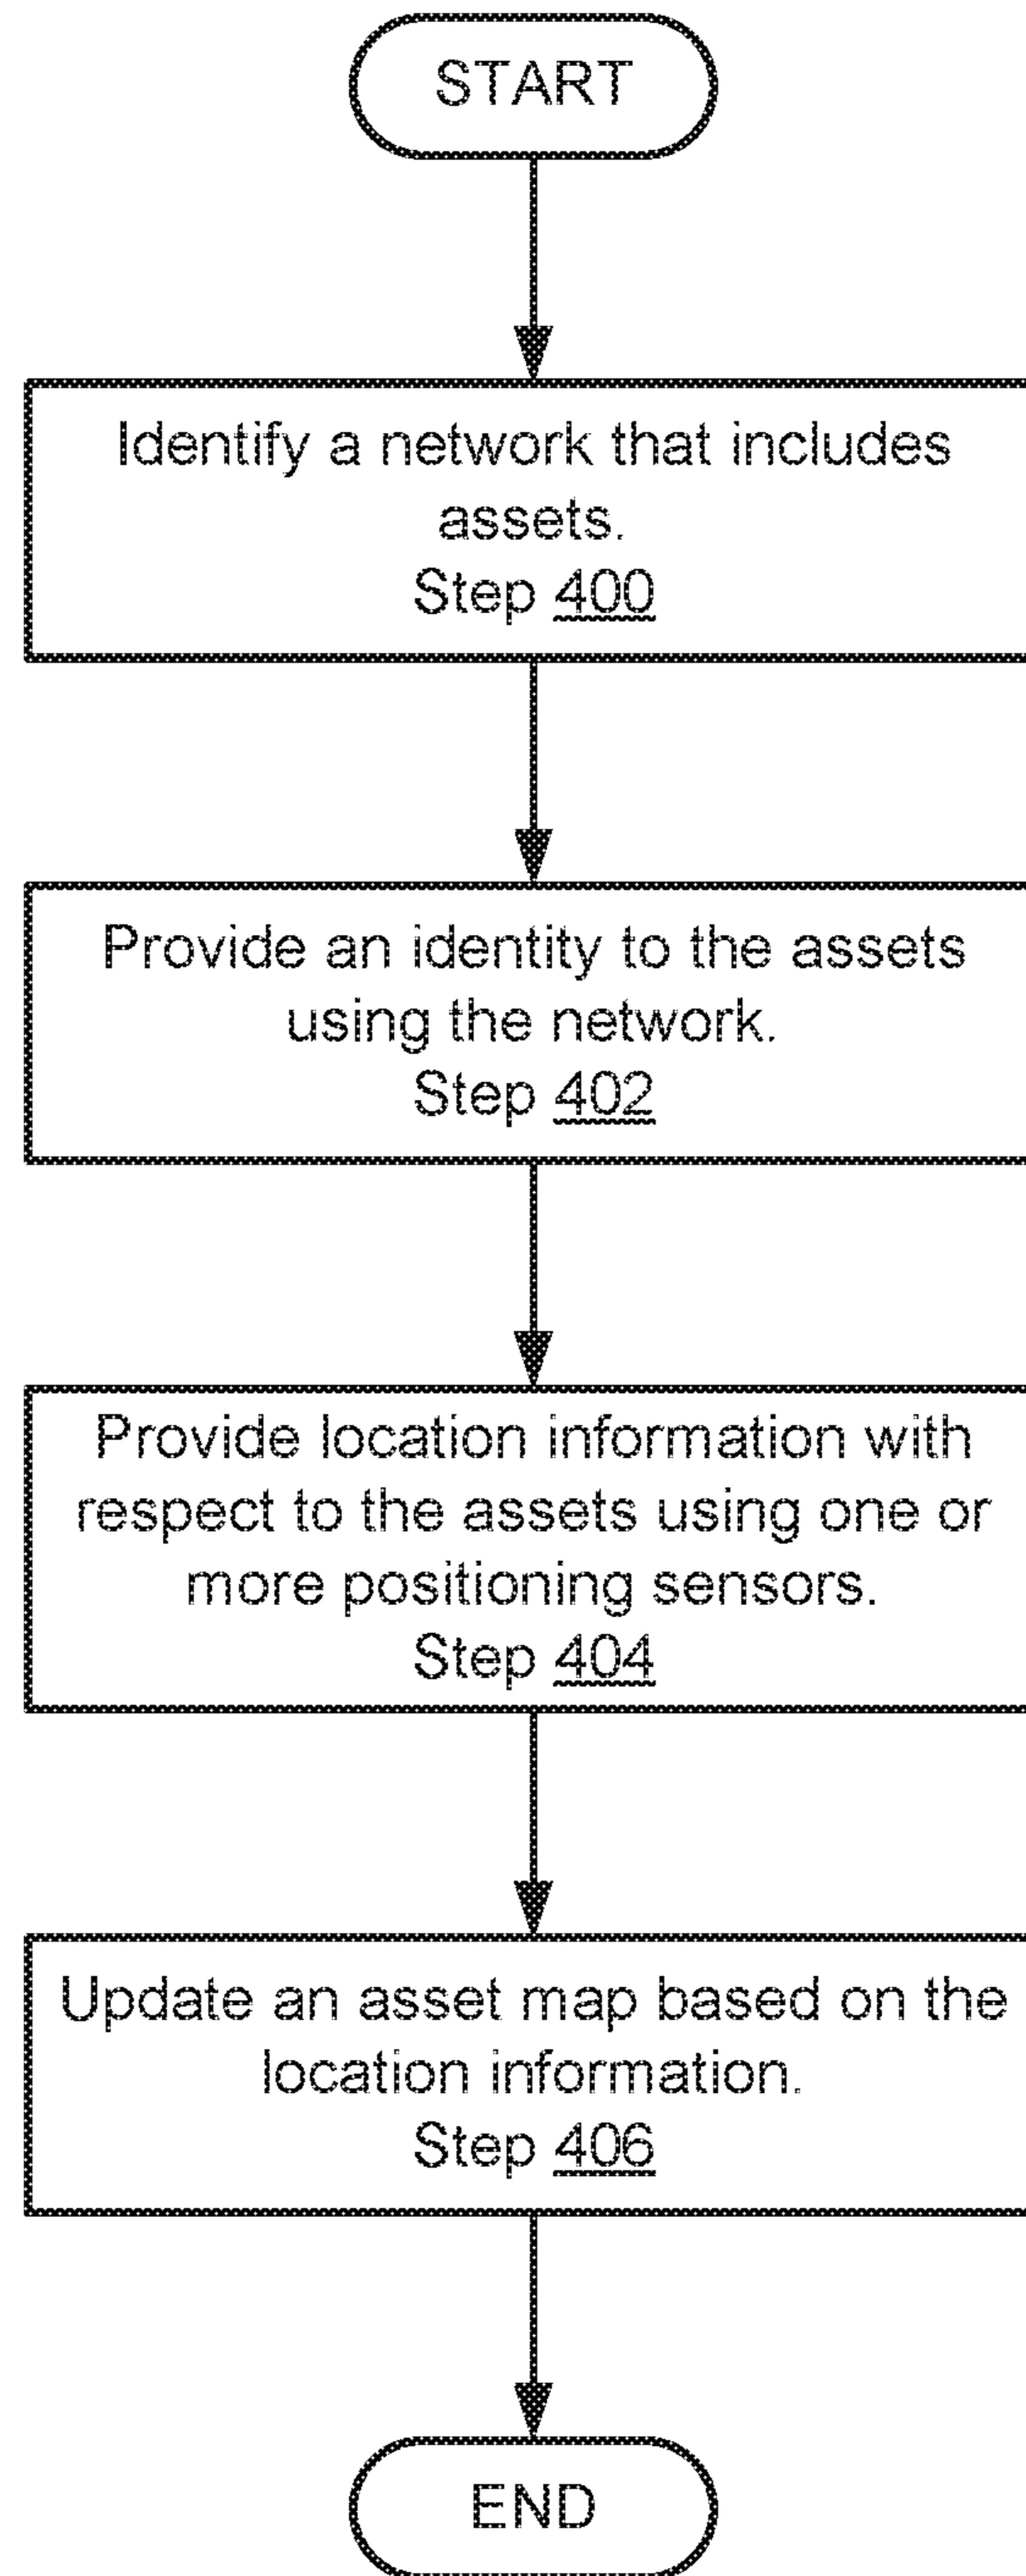 START
Identify a network that includes
assets.
Step 400
Provide an identity to the assets
using the network.
Step 402
Provide location information with
respect to the assets using one or
more positioning sensors.
Step 404
Update an asset map based on the
location information.
Step 406
END